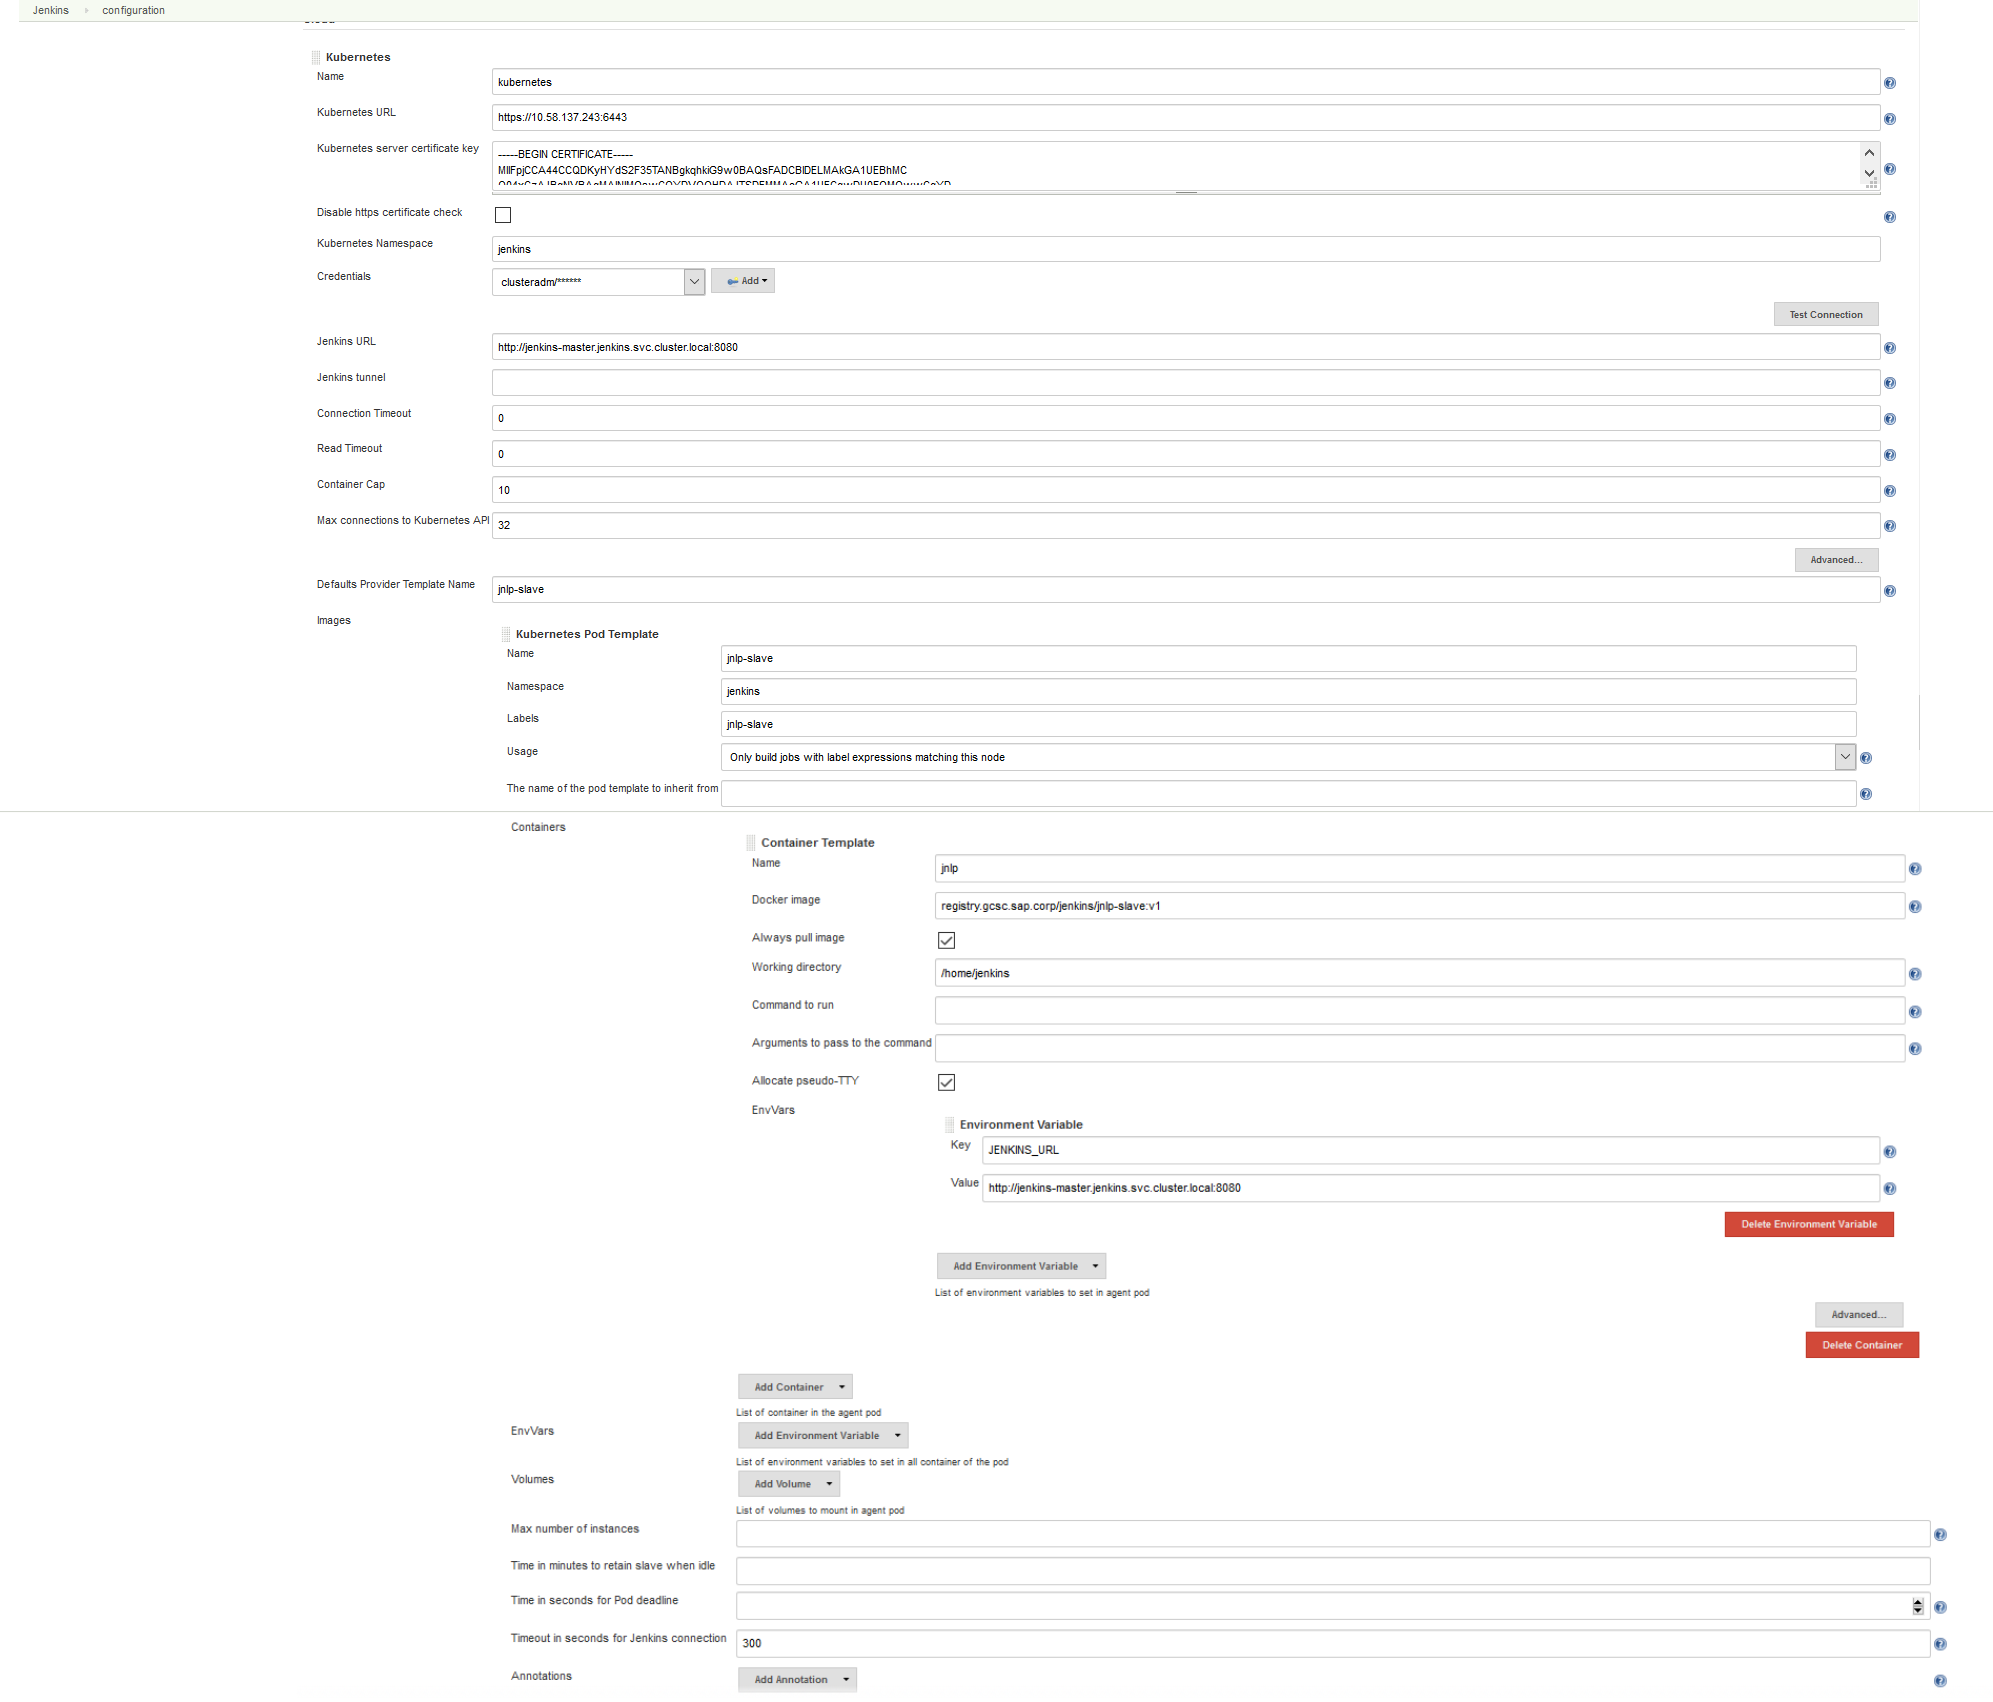 Jenkins
configuration
Kubernetes
Name
kubernetes
Kubernetes URL
https://10.58.137.243:6443
Kubernetes server certificate key
-----BEGIN CERTIFICATE-----
MIIFpjCCA44CCQDKyHYdS2F35TANBgkqhkiG9w0BAQsFADCBlDELMAkGA1UEBhMC
Disable https certificate check
Kubernetes Namespace
jenkins
Credentials
clusteradm/******
Add
Test Connection
Jenkins URL
http://jenkins-master.jenkins.svc.cluster.local:8080
Jenkins tunnel
Connection Timeout
0
Read Timeout
0
Container Cap
10
Max connections to Kubernetes API
32
Advanced...
Defaults Provider Template Name
jnlp-slave
Images
Kubernetes Pod Template
Name
jnlp-slave
Namespace
jenkins
Labels
jnlp-slave
Usage
Only build jobs with label expressions matching this node
The name of the pod template to inherit from
Containers
Container Template
Name
jnlp
Docker image
registry.gcsc.sap.corp/jenkins/jnlp-slave:v1
Always pull image
Working directory
/home/jenkins
Command to run
Arguments to pass to the command
Allocate pseudo-TTY
EnvVars
Environment Variable
Key
JENKINS_URL
Value
http://jenkins-master.jenkins.svc.cluster.local:8080
Delete Environment Variable
Add Environment Variable
List of environment variables to set in agent pod
Advanced...
Delete Container
Add Container
List of container in the agent pod
EnvVars
Add Environment Variable
List of environment variables to set in all container of the pod
Volumes
Add Volume
List of volumes to mount in agent pod
Max number of instances
Time in minutes to retain slave when idle
Time in seconds for Pod deadline
Timeout in seconds for Jenkins connection
300
Annotations
Add Annotation